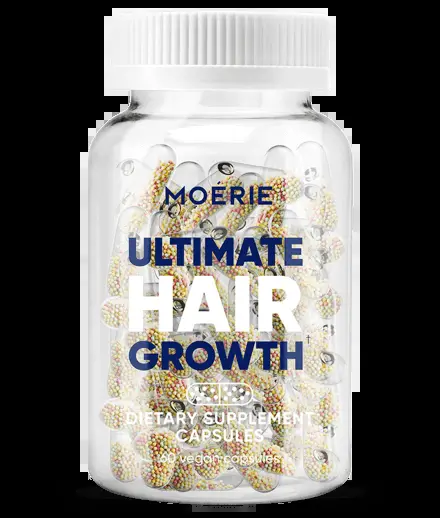 MOÉRIE
ULTIMATE
HAIR
GROWTH†
DIETARY SUPPLEMENT
CAPSULES
60 vegan capsules